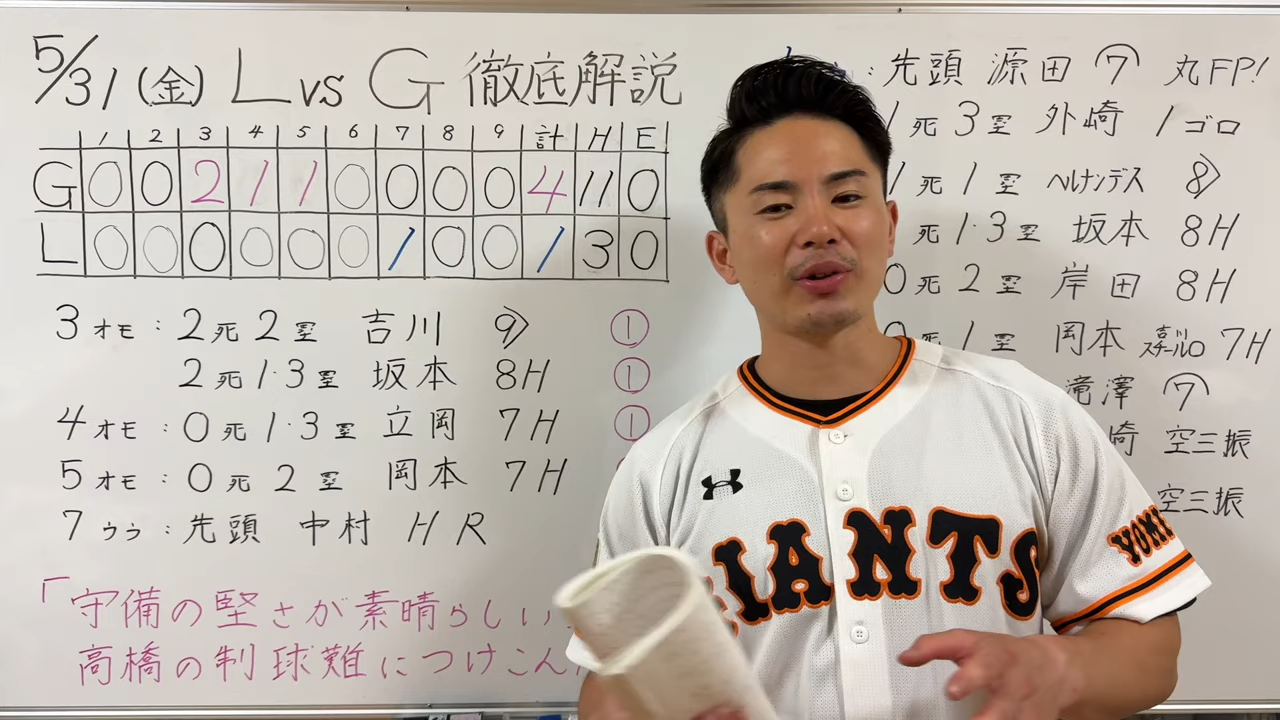 5/31(金) L vs G 徹底解説
1 2 3 4 5 6 7 8 9 計 H E
G 0 0 2 1 1 0 0 0 0 4 11 0
L 0 0 0 0 0 0 1 0 0 1 3 0
3オモ:2死2塁 吉川 9> ①
2死1・3塁 坂本 8H ①
4オモ:0死1・3塁 立岡 7H ①
5オモ:0死2塁 岡本 7H
7ウラ:先頭 中村 HR
「守備の堅さが素晴らしい
高橋の制球難につけこん
:先頭 源田 7 丸FP!
1死3塁 外崎 1ゴロ
1死1塁 ヘルナンデス 8>
死1・3塁 坂本 8H
0死2塁 岸田 8H
0死1塁 岡本 吉川スチール○ 7H
滝澤 7
崎 空三振
空三振
GIANTS
YOMI